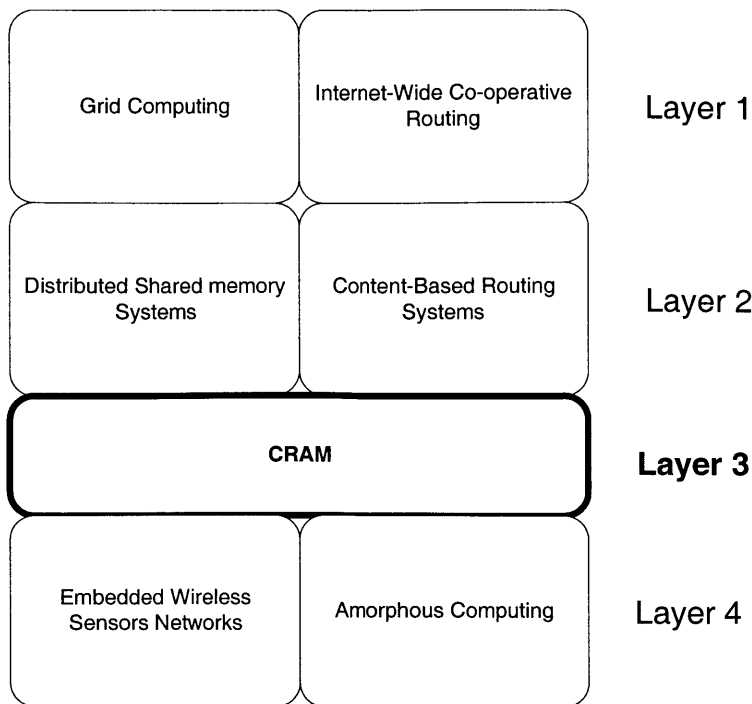 Grid Computing
Internet-Wide Co-operative
Routing
Layer 1
Distributed Shared memory
Systems
Content-Based Routing
Systems
Layer 2
CRAM
Layer 3
Embedded Wireless
Sensors Networks
Amorphous Computing
Layer 4